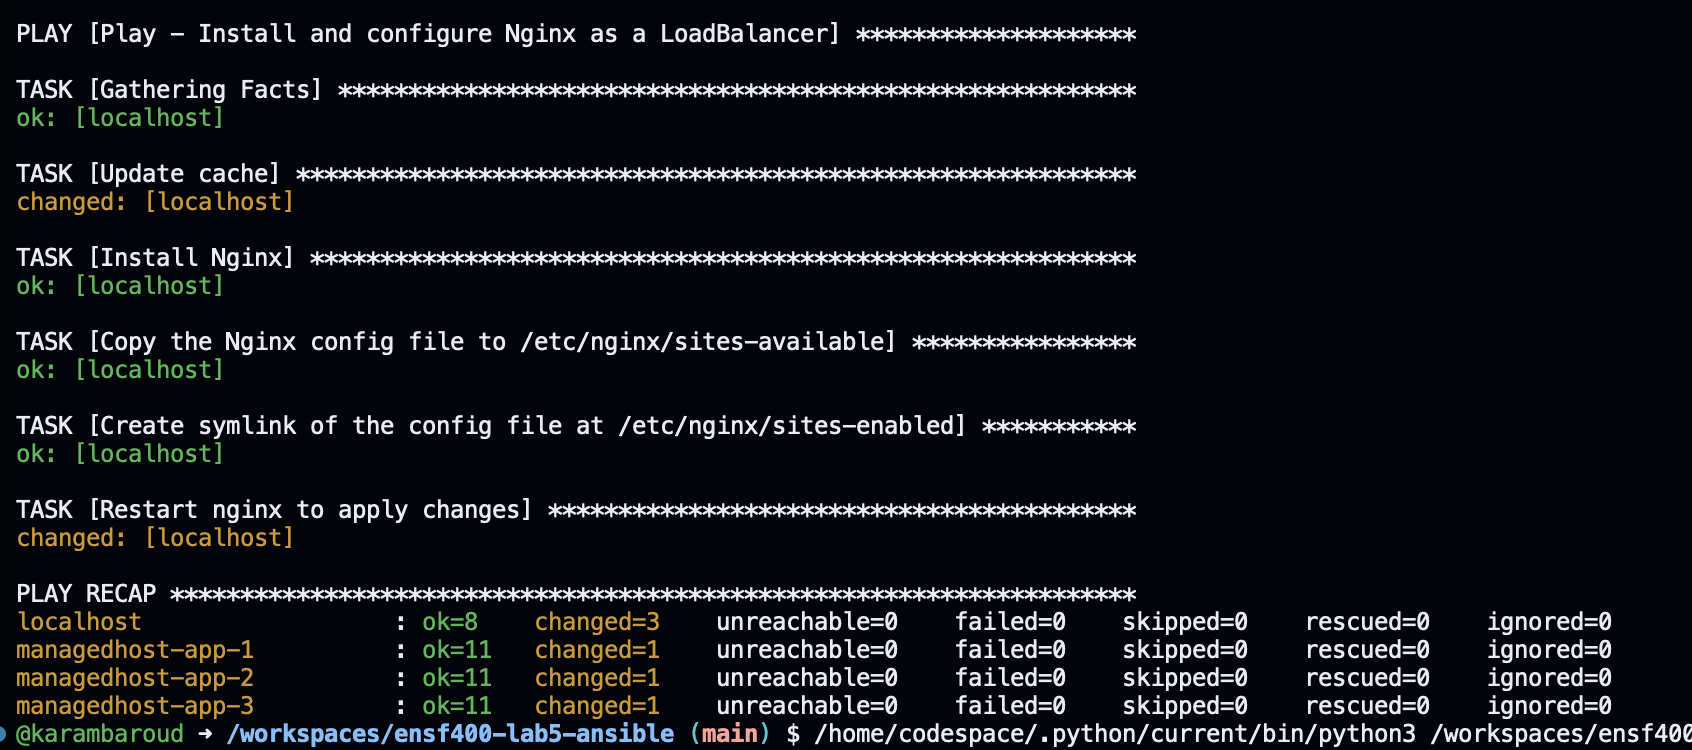 PLAY [Play - Install and configure Nginx as a LoadBalancer] ********************
TASK [Gathering Facts] *********************************************************
ok: [localhost]
TASK [Update cache] ************************************************************
changed: [localhost]
TASK [Install Nginx] ***********************************************************
ok: [localhost]
TASK [Copy the Nginx config file to /etc/nginx/sites-available] ****************
ok: [localhost]
TASK [Create symlink of the config file at /etc/nginx/sites-enabled] ***********
ok: [localhost]
TASK [Restart nginx to apply changes] ******************************************
changed: [localhost]
PLAY RECAP *********************************************************************
localhost                  : ok=8    changed=3    unreachable=0    failed=0    skipped=0    rescued=0    ignored=0
managedhost-app-1          : ok=11   changed=1    unreachable=0    failed=0    skipped=0    rescued=0    ignored=0
managedhost-app-2          : ok=11   changed=1    unreachable=0    failed=0    skipped=0    rescued=0    ignored=0
managedhost-app-3          : ok=11   changed=1    unreachable=0    failed=0    skipped=0    rescued=0    ignored=0
@karambaroud ➜ /workspaces/ensf400-lab5-ansible (main) $ /home/codespace/.python/current/bin/python3 /workspaces/ensf400